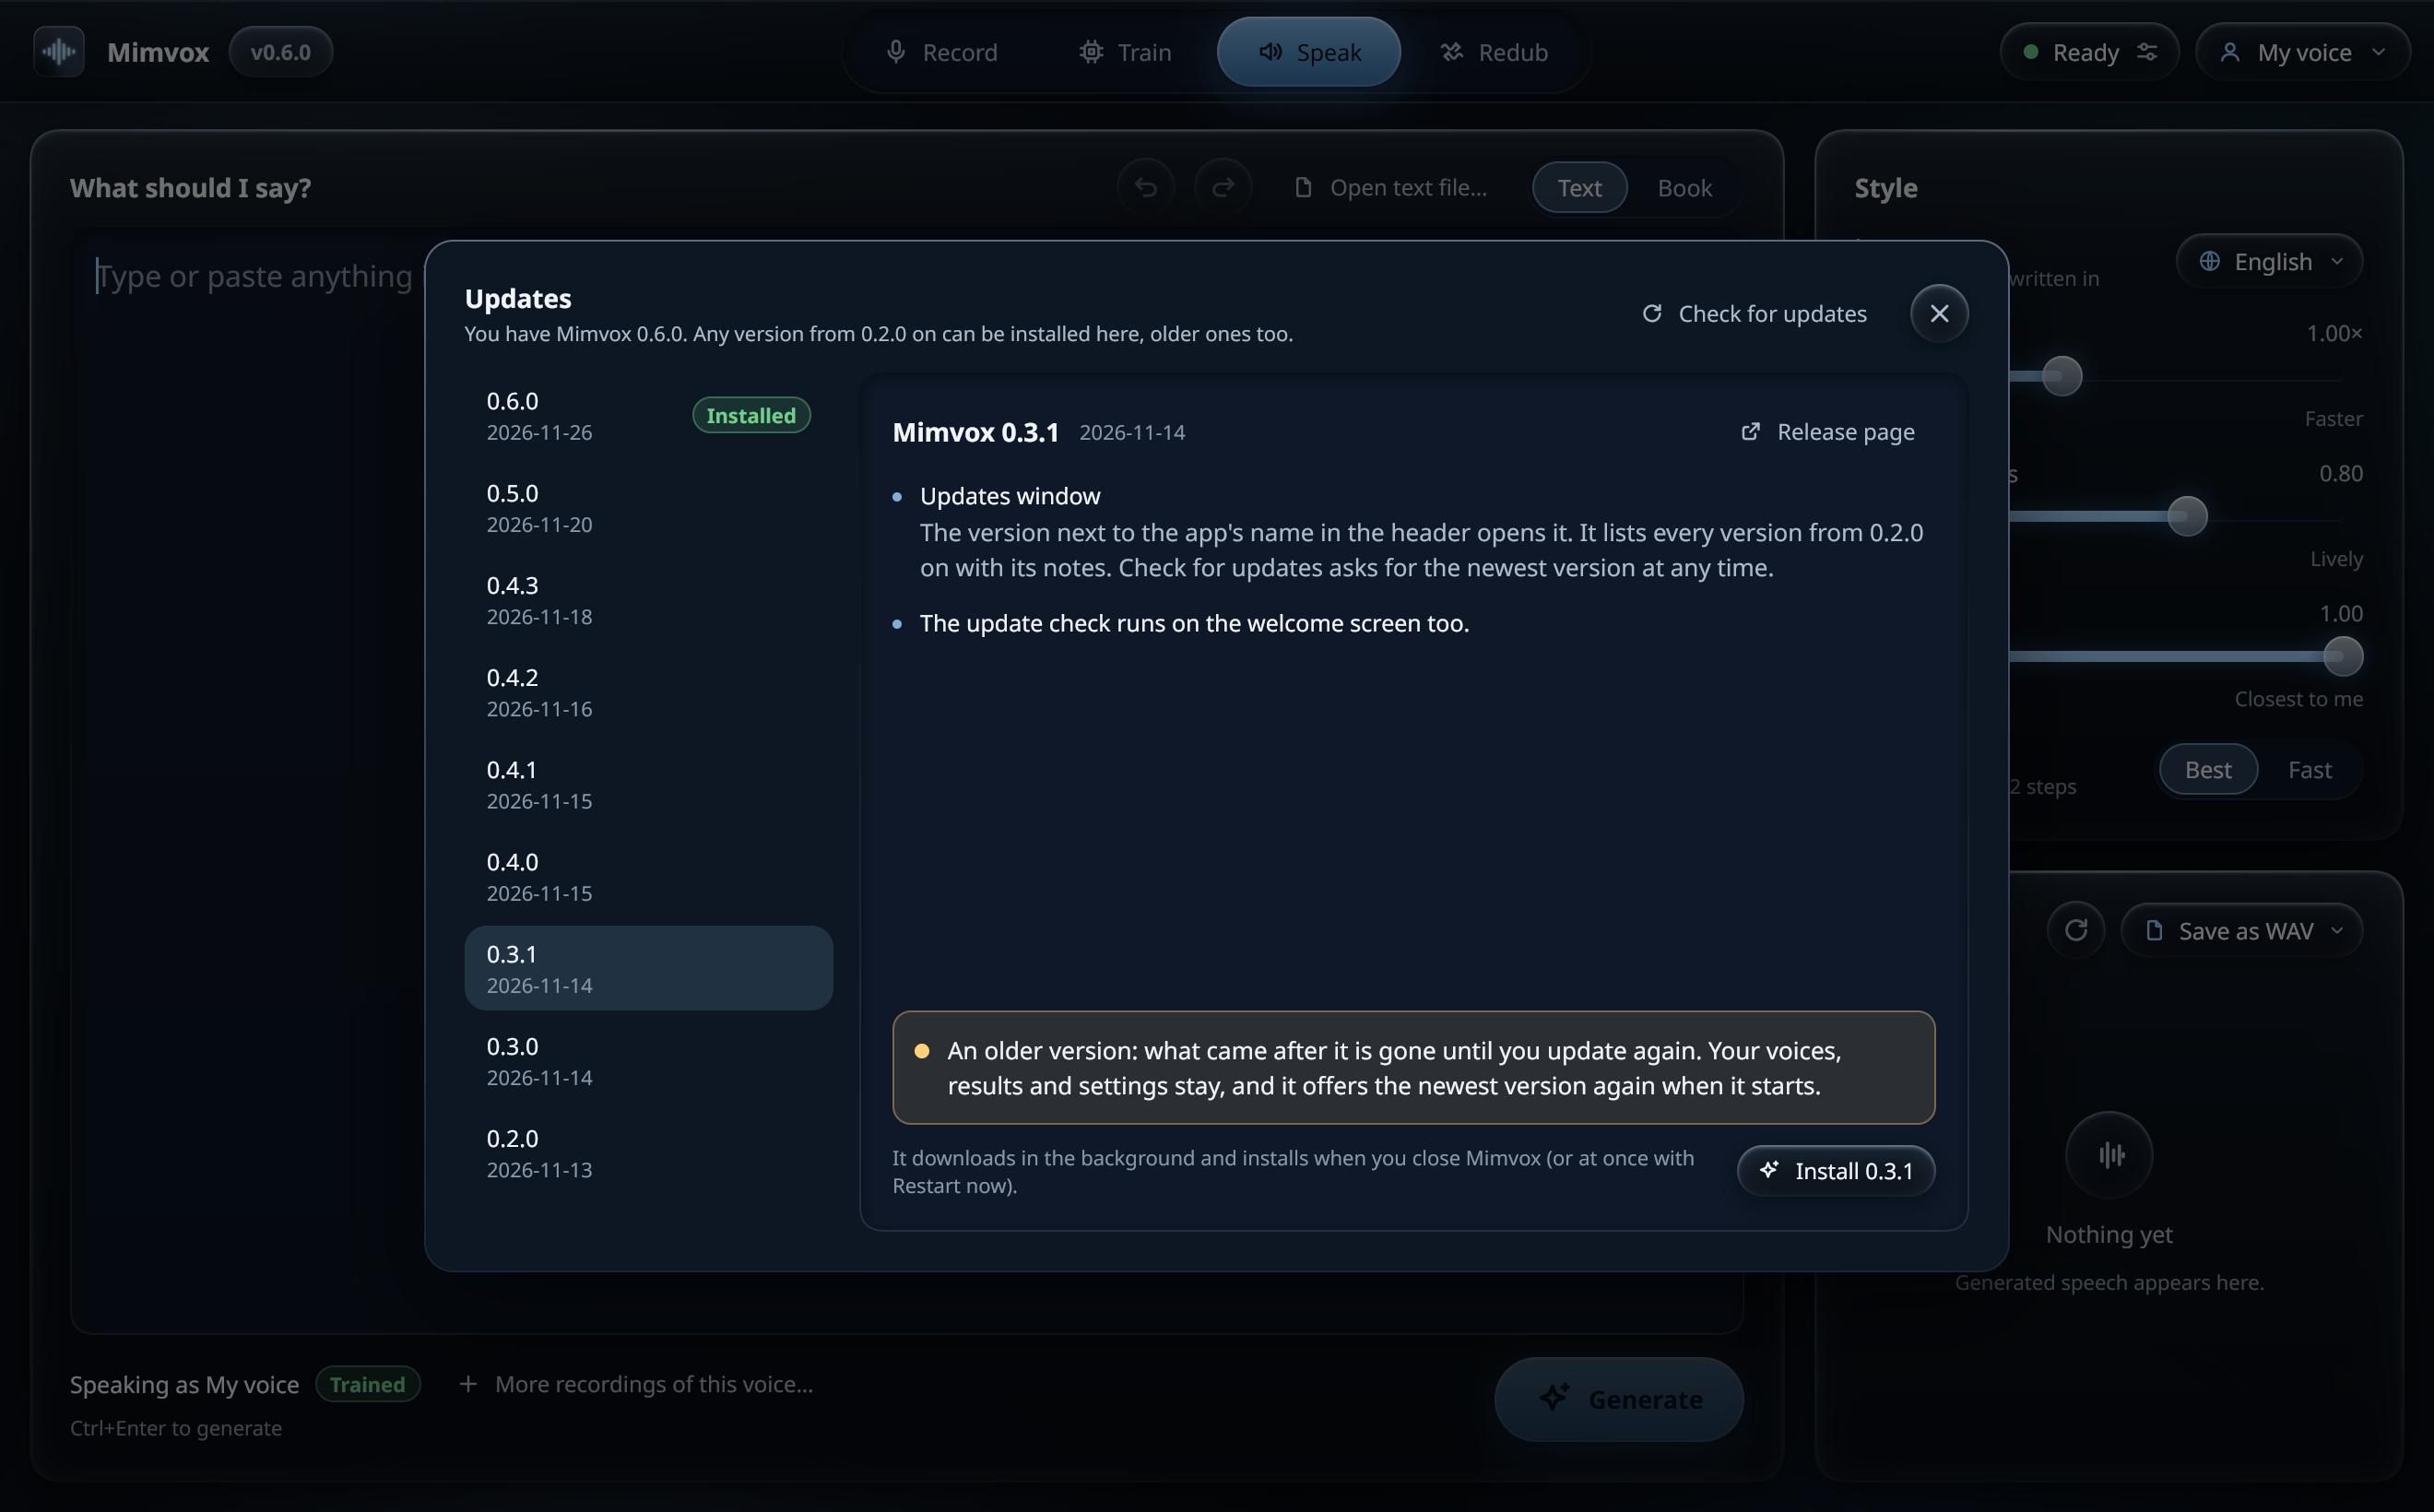 Mimvox
v0.6.0
Record
Train
Speak
Redub
Ready
My voice
What should I say?
Open text file...
Text
Book
Style
Type or paste anything
written in
English
1.00×
Faster
0.80
Lively
1.00
Closest to me
2 steps
Best
Fast
Updates
You have Mimvox 0.6.0. Any version from 0.2.0 on can be installed here, older ones too.
Check for updates
0.6.0
2026-11-26
Installed
0.5.0
2026-11-20
0.4.3
2026-11-18
0.4.2
2026-11-16
0.4.1
2026-11-15
0.4.0
2026-11-15
0.3.1
2026-11-14
0.3.0
2026-11-14
0.2.0
2026-11-13
Mimvox 0.3.1
2026-11-14
Release page
Updates window
The version next to the app's name in the header opens it. It lists every version from 0.2.0
on with its notes. Check for updates asks for the newest version at any time.
The update check runs on the welcome screen too.
An older version: what came after it is gone until you update again. Your voices,
results and settings stay, and it offers the newest version again when it starts.
It downloads in the background and installs when you close Mimvox (or at once with
Restart now).
Install 0.3.1
Save as WAV
Nothing yet
Generated speech appears here.
Speaking as My voice
Trained
More recordings of this voice...
Ctrl+Enter to generate
Generate